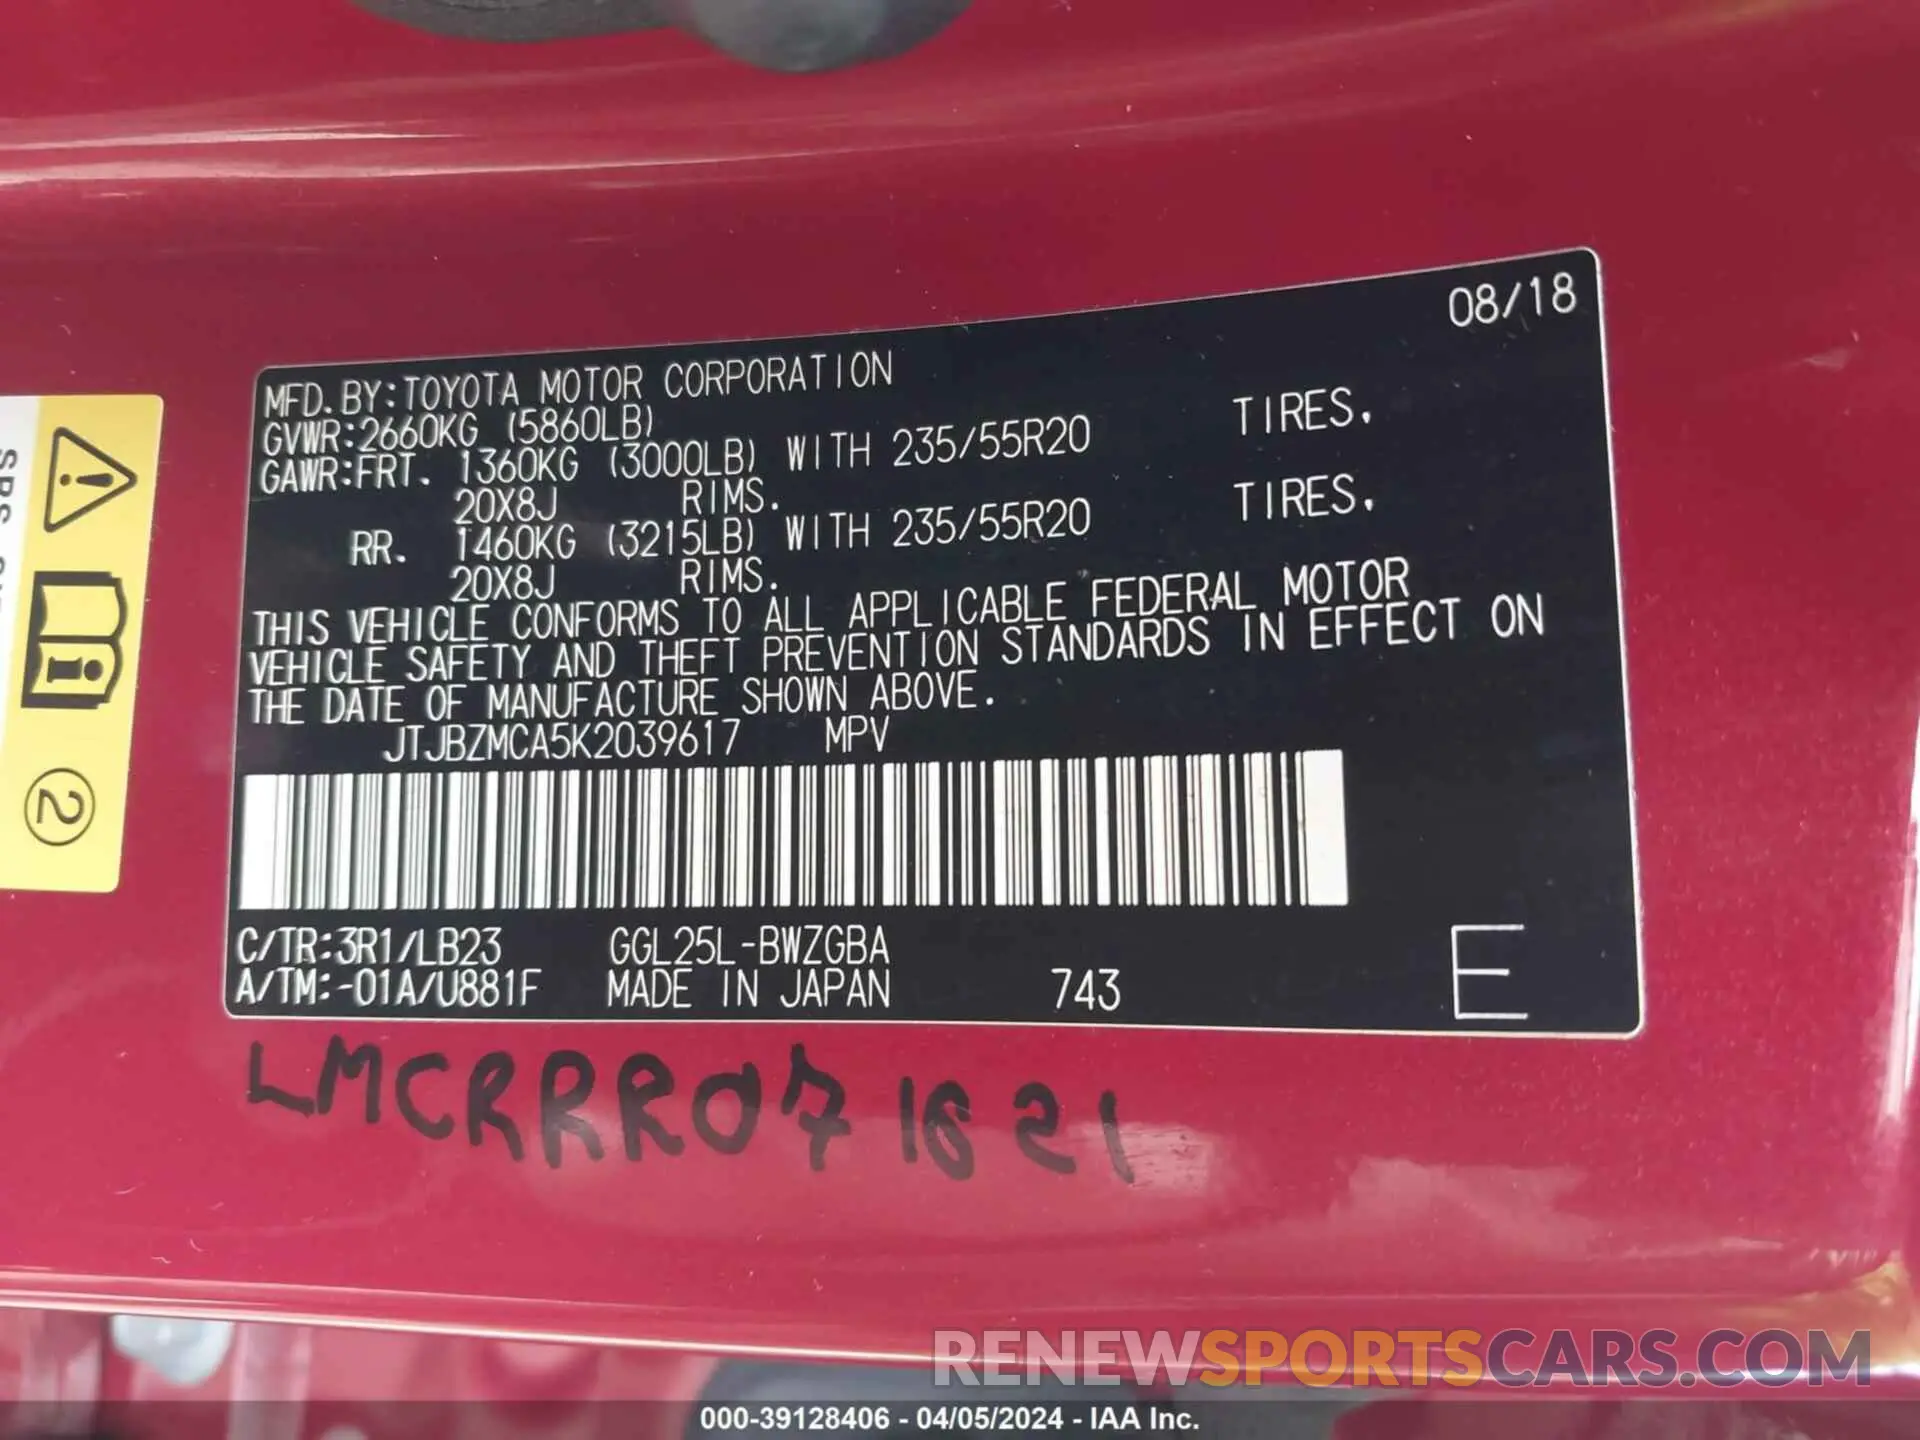 08/18
MFD.BY:TOYOTA MOTOR CORPORATION
GVWR:2660KG (5860LB)
GAWR:FRT. 1360KG (3000LB) WITH 235/55R20 TIRES.
20X8J RIMS.
RR. 1460KG (3215LB) WITH 235/55R20 TIRES.
20X8J RIMS.
THIS VEHICLE CONFORMS TO ALL APPLICABLE FEDERAL MOTOR
VEHICLE SAFETY AND THEFT PREVENTION STANDARDS IN EFFECT ON
THE DATE OF MANUFACTURE SHOWN ABOVE.
JTJBZMCA5K2039617 MPV
C/TR:3R1/LB23 GGL25L-BWZGBA
A/TM:-01A/U881F MADE IN JAPAN 743 E
LMCRRRR071621
SRS
2
RENEWSPORTSCARS.COM
000-39128406 - 04/05/2024 - IAA Inc.